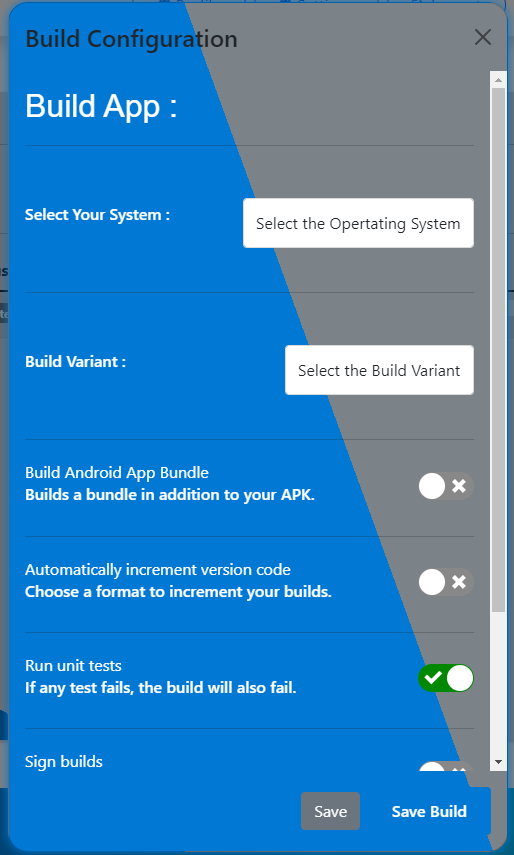 Build Configuration
Build App :
Select Your System :
Select the Opertating System
Build Variant :
Select the Build Variant
Build Android App Bundle
Builds a bundle in addition to your APK.
Automatically increment version code
Choose a format to increment your builds.
Run unit tests
If any test fails, the build will also fail.
Sign builds
Save
Save Build